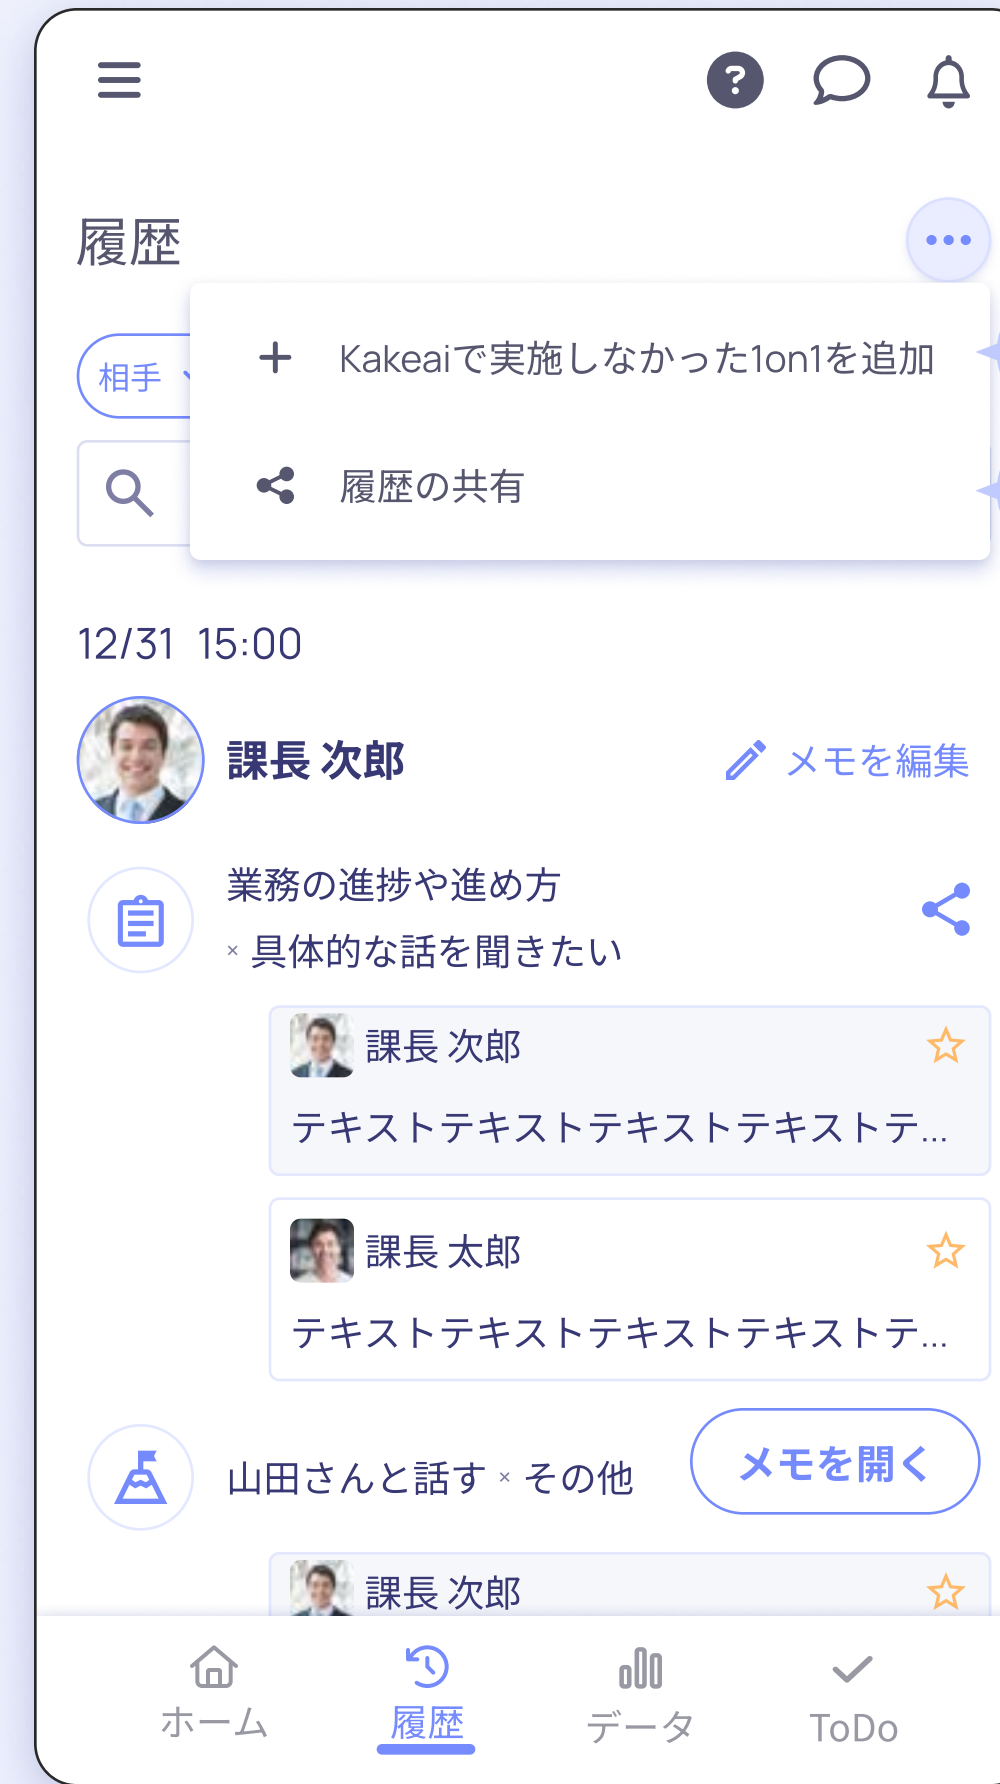 履歴
Kakeaiで実施しなかった1on1を追加
相手
履歴の共有
12/31 15:00
課長 次郎
メモを編集
業務の進捗や進め方
× 具体的な話を聞きたい
課長 次郎
テキストテキストテキストテキストテ...
課長 太郎
テキストテキストテキストテキストテ...
山田さんと話す × その他
メモを開く
課長 次郎
ホーム
履歴
データ
ToDo